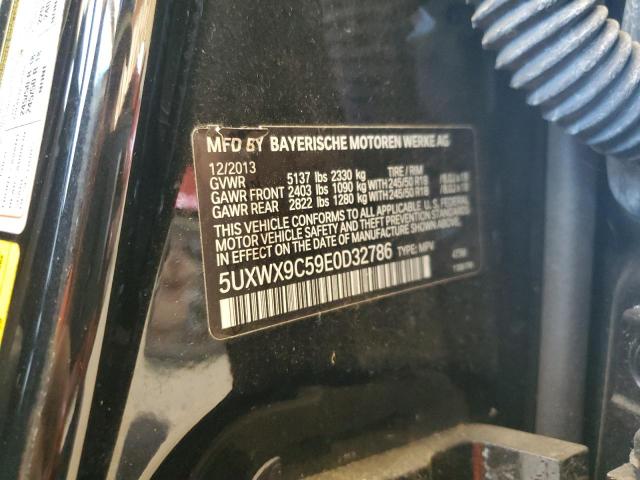 MFD BY BAYERISCHE MOTOREN WERKE AG
12/2013 TIRE / RIM
GVWR 5137 lbs 2330 kg
GAWR FRONT 2403 lbs 1090 kg WITH 245/50 R18
GAWR REAR 2822 lbs 1280 kg WITH 245/50 R18
THIS VEHICLE CONFORMS TO ALL APPLICABLE U.S. FEDERAL
MOTOR VEHICLE SAFETY AND THEFT PREVENTION STANDARDS
IN EFFECT ON THE DATE OF MANUFACTURE SHOWN ABOVE.
5UXWX9C59E0D32786 TYPE: MPV